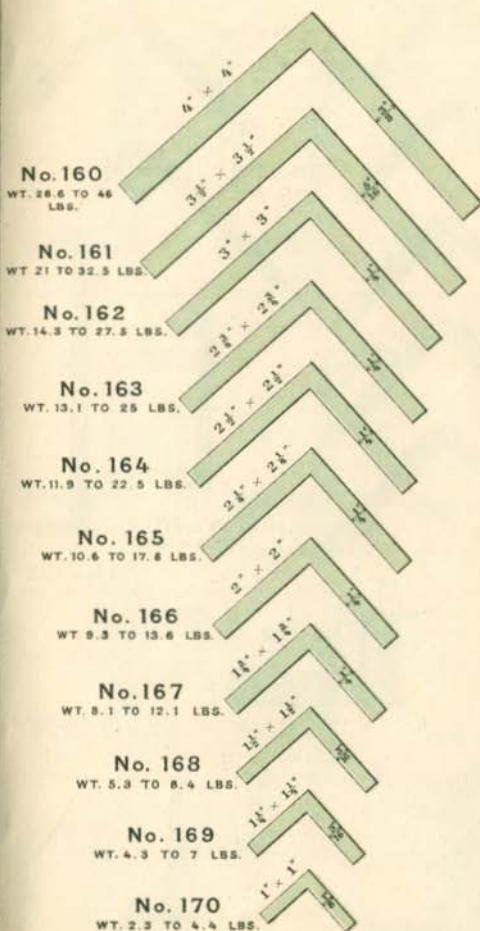 4" × 4"
No. 160
WT. 28.6 TO 46
LBS.
3½" × 3½"
No. 161
WT 21 TO 32.5 LBS.
3" × 3"
No. 162
WT. 14.3 TO 27.5 LBS.
2¾" × 2¾"
No. 163
WT. 13.1 TO 25 LBS.
2½" × 2½"
No. 164
WT. 11.9 TO 22.5 LBS.
2¼" × 2¼"
No. 165
WT. 10.6 TO 17.8 LBS.
2" × 2"
No. 166
WT 9.3 TO 13.6 LBS.
1¾" × 1¾"
No. 167
WT. 8.1 TO 12.1 LBS.
1½" × 1½"
No. 168
WT. 5.3 TO 8.4 LBS.
1¼" × 1¼"
No. 169
WT. 4.3 TO 7 LBS.
1" × 1"
No. 170
WT. 2.3 TO 4.4 LBS.